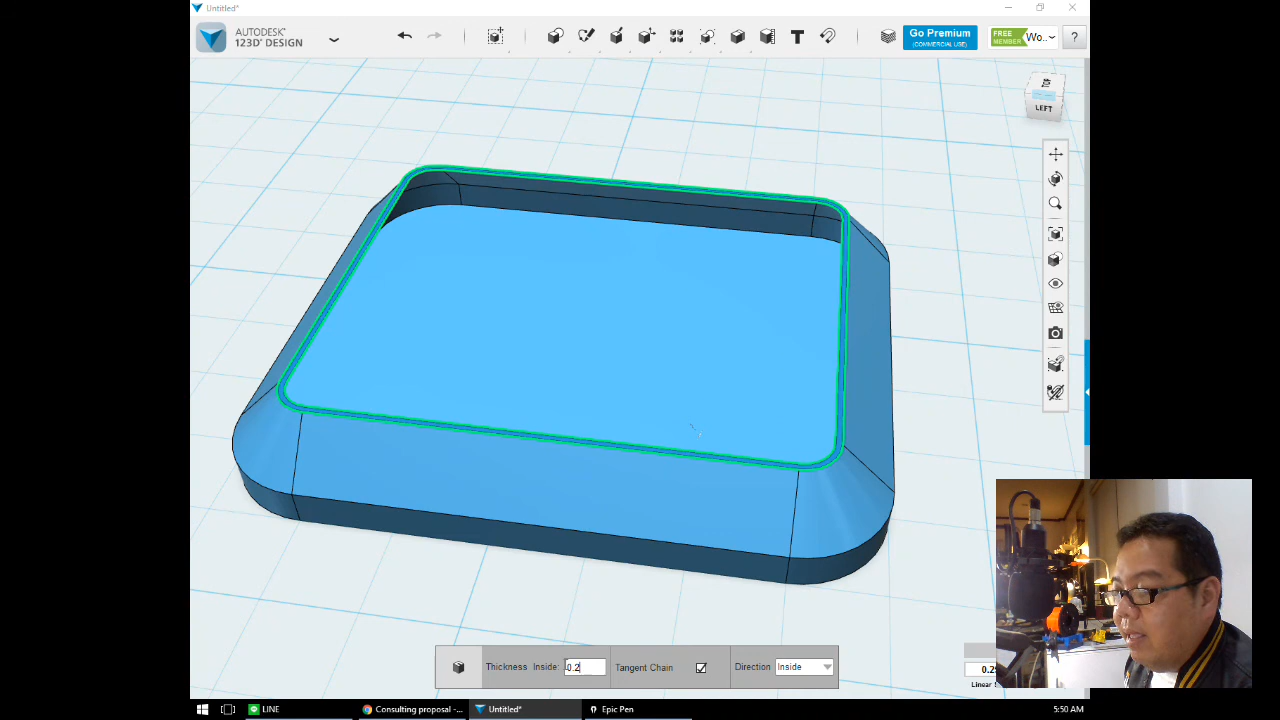 Untitled*
AUTODESK
123D® DESIGN
Go Premium
(COMMERCIAL USE)
FREE
MEMBER
Wo..
?
LEFT
Thickness Inside: 0.2
Tangent Chain
Direction Inside
0.25
Linear S
LINE
Consulting proposal -...
Untitled*
Epic Pen
5:50 AM